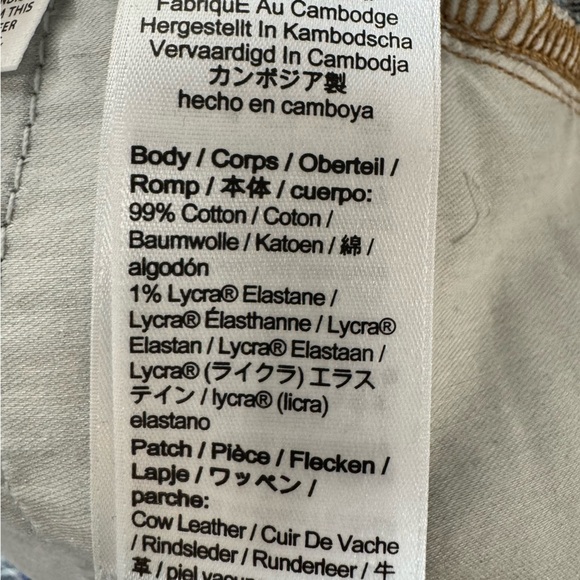 M THIS
FabriquE Au Cambodge
Hergestellt In Kambodscha
Vervaardigd In Cambodja
カンボジア製
hecho en camboya
Body / Corps / Oberteil /
Romp / 本体 / cuerpo:
99% Cotton / Coton /
Baumwolle / Katoen / 綿 /
algodón
1% Lycra® Elastane /
Lycra® Élasthanne / Lycra®
Elastan / Lycra® Elastaan /
Lycra® (ライクラ) エラス
テイン / lycra® (licra)
elastano
Patch / Pièce / Flecken /
Lapje / ワッペン /
parche:
Cow Leather / Cuir De Vache
/ Rindsleder / Runderleer / 牛
革 / piel